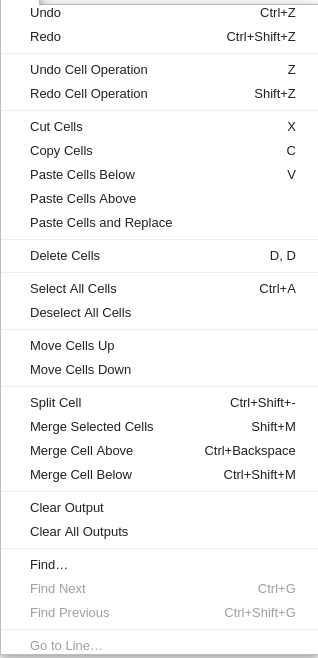 Undo Ctrl+Z
Redo Ctrl+Shift+Z
Undo Cell Operation Z
Redo Cell Operation Shift+Z
Cut Cells X
Copy Cells C
Paste Cells Below V
Paste Cells Above
Paste Cells and Replace
Delete Cells D, D
Select All Cells Ctrl+A
Deselect All Cells
Move Cells Up
Move Cells Down
Split Cell Ctrl+Shift+-
Merge Selected Cells Shift+M
Merge Cell Above Ctrl+Backspace
Merge Cell Below Ctrl+Shift+M
Clear Output
Clear All Outputs
Find…
Find Next Ctrl+G
Find Previous Ctrl+Shift+G
Go to Line…